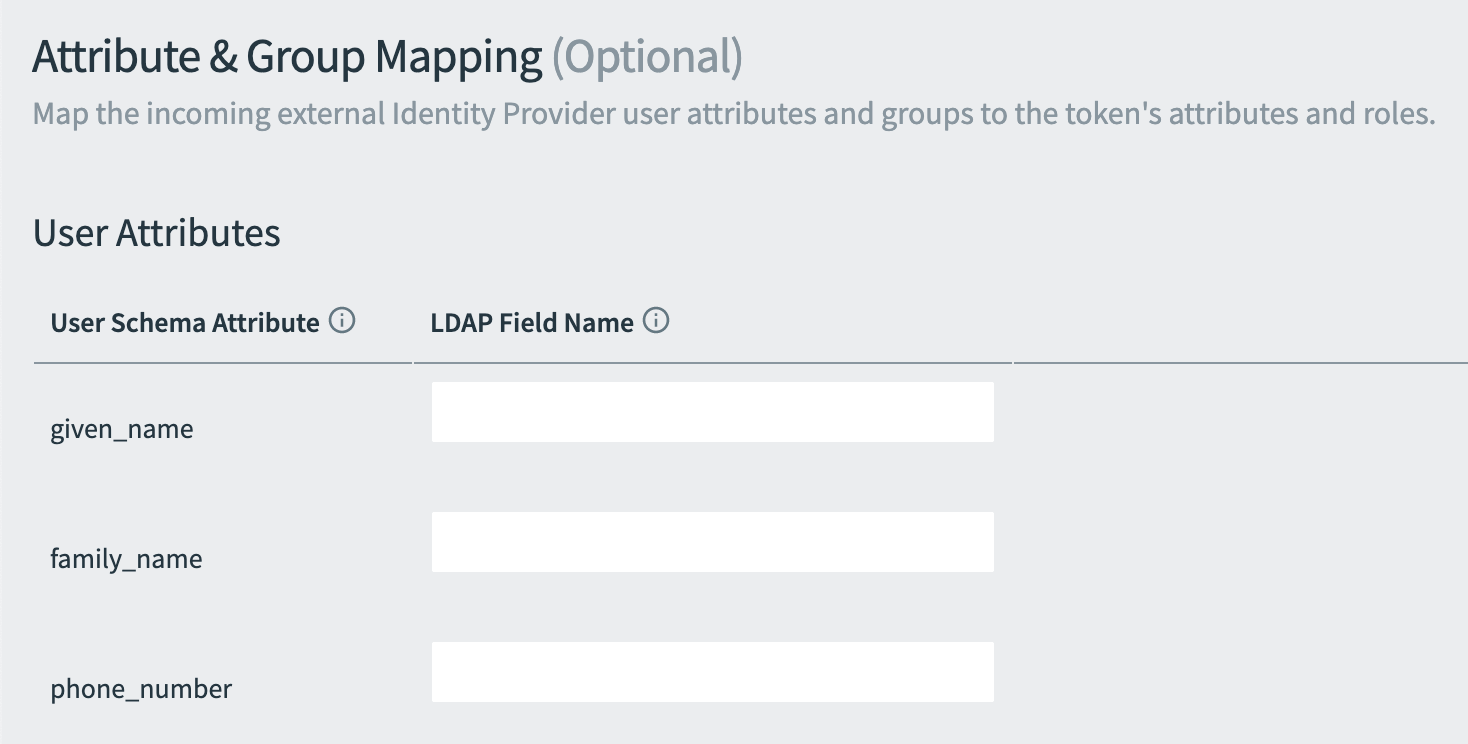 Attribute & Group Mapping (Optional)
Map the incoming external Identity Provider user attributes and groups to the token's attributes and roles.
User Attributes
User Schema Attribute LDAP Field Name
given_name
family_name
phone_number